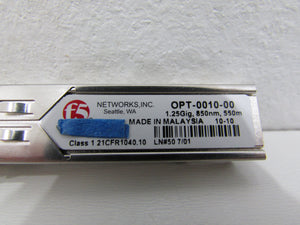 f5
NETWORKS, INC.
Seattle, WA
OPT-0010-00
1.25Gig, 850nm, 550m
MADE IN MALAYSIA 10-10
Class 1 21CFR1040.10 LN#50 7/01